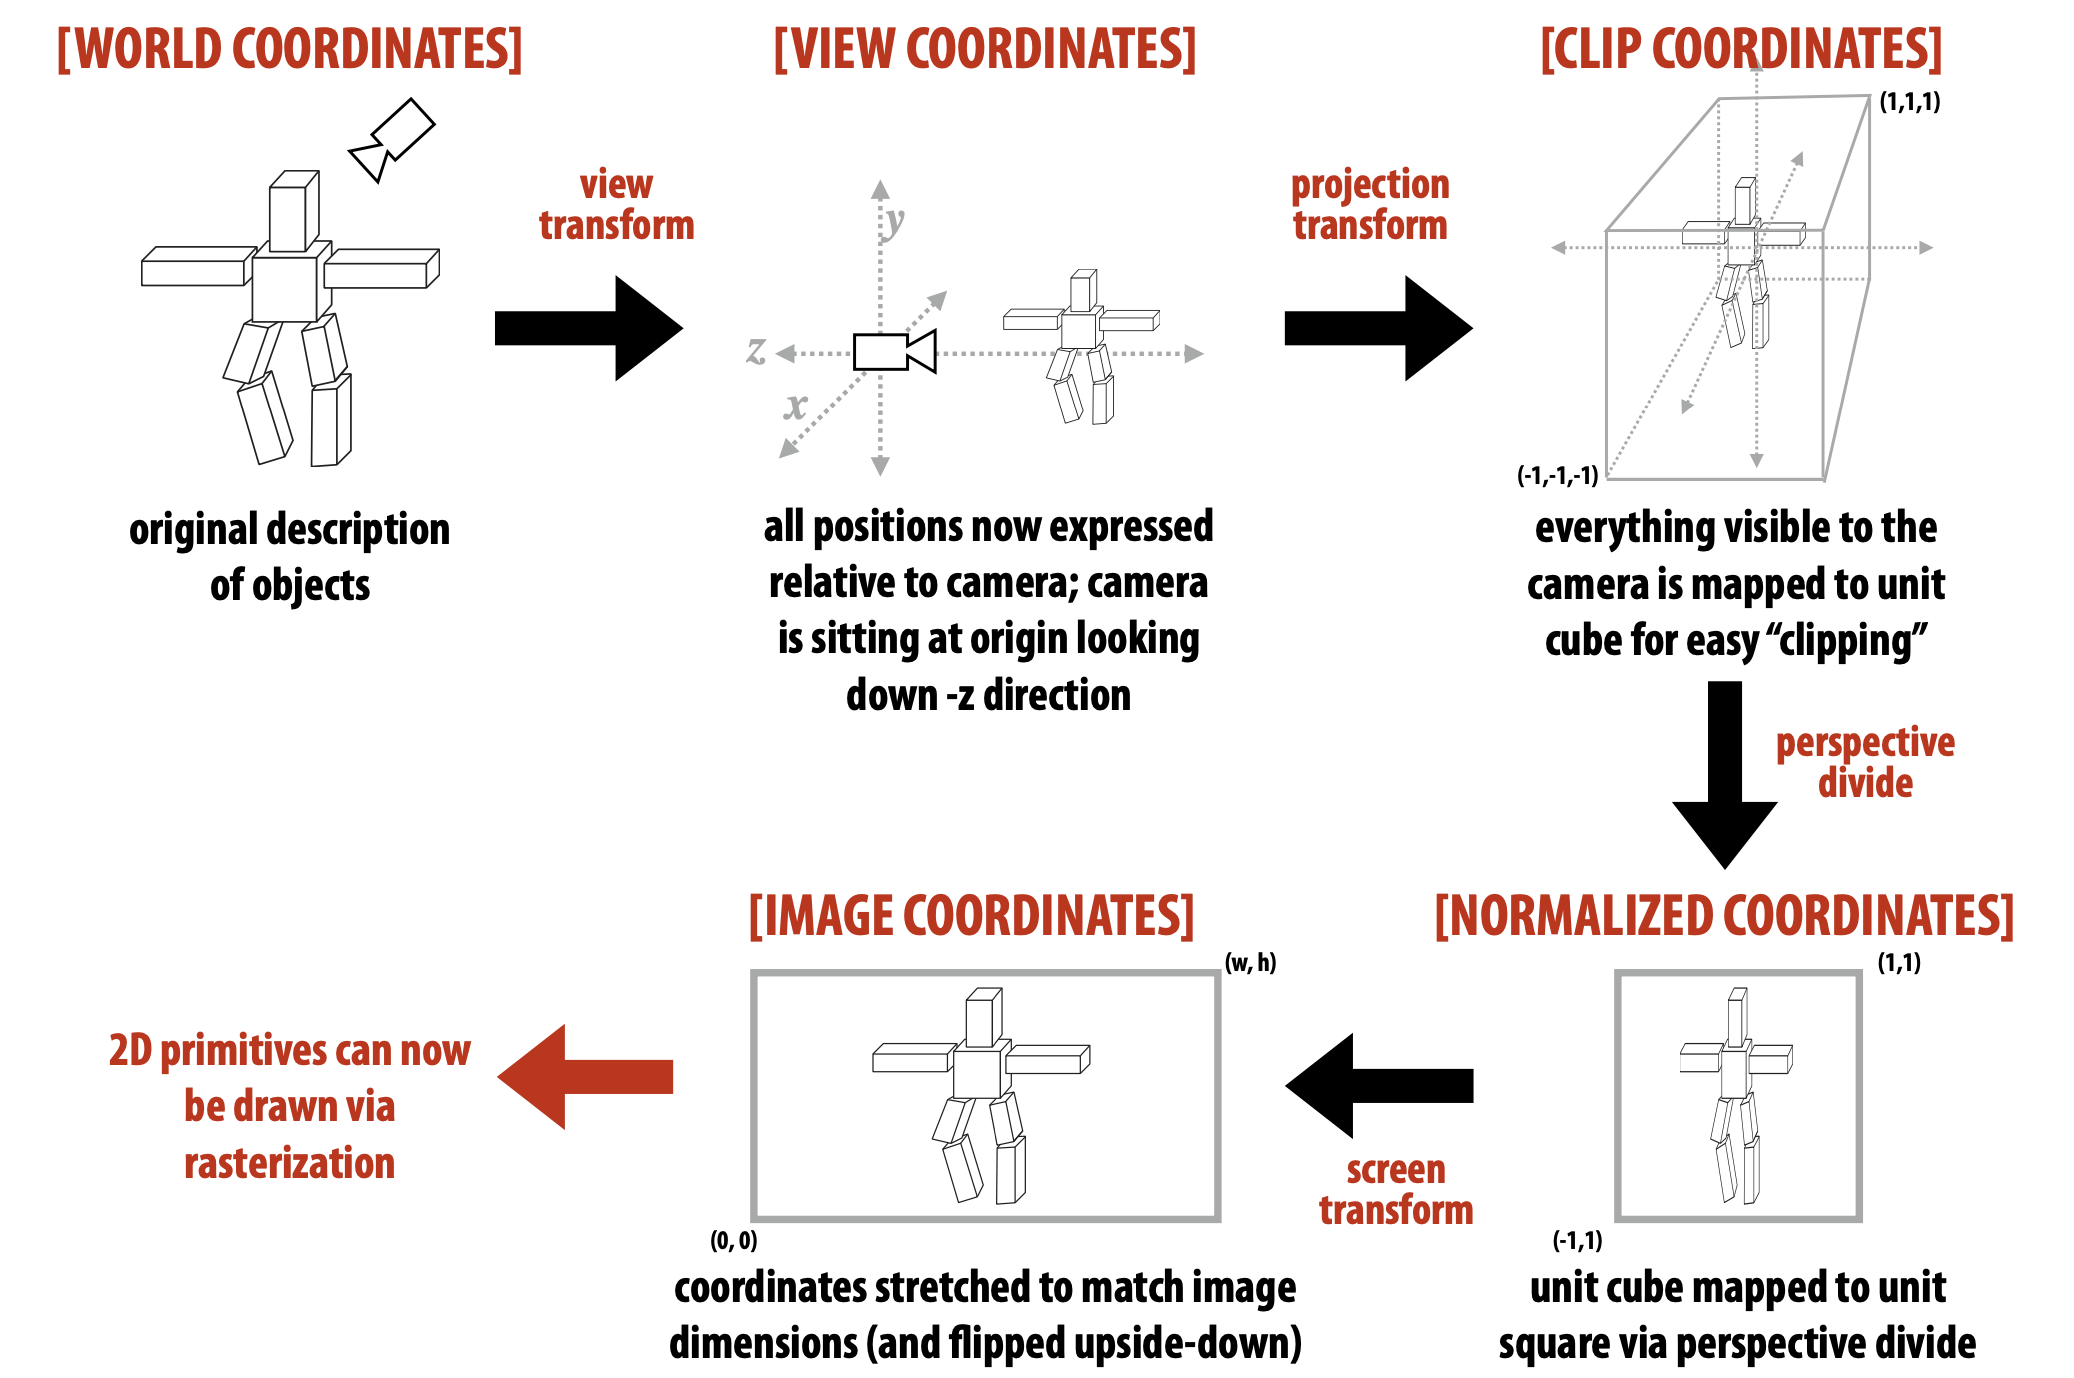 [WORLD COORDINATES]
original description
of objects
view
transform
[VIEW COORDINATES]
y
z
x
all positions now expressed
relative to camera; camera
is sitting at origin looking
down -z direction
projection
transform
[CLIP COORDINATES]
(1,1,1)
(-1,-1,-1)
everything visible to the
camera is mapped to unit
cube for easy “clipping”
perspective
divide
[NORMALIZED COORDINATES]
(1,1)
(-1,1)
unit cube mapped to unit
square via perspective divide
screen
transform
[IMAGE COORDINATES]
(w, h)
(0, 0)
coordinates stretched to match image
dimensions (and flipped upside-down)
2D primitives can now
be drawn via
rasterization